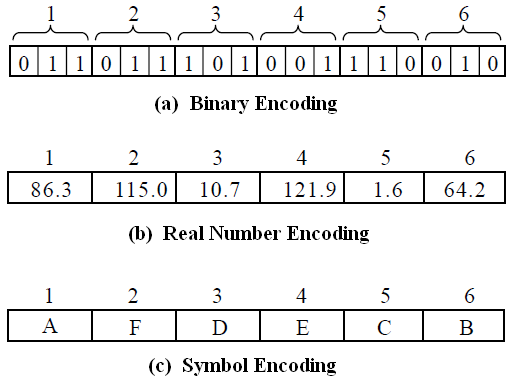 1 2 3 4 5 6
0 1 1 0 1 1 1 0 1 0 0 1 1 1 0 0 1 0
(a) Binary Encoding
1 2 3 4 5 6
86.3 115.0 10.7 121.9 1.6 64.2
(b) Real Number Encoding
1 2 3 4 5 6
A F D E C B
(c) Symbol Encoding